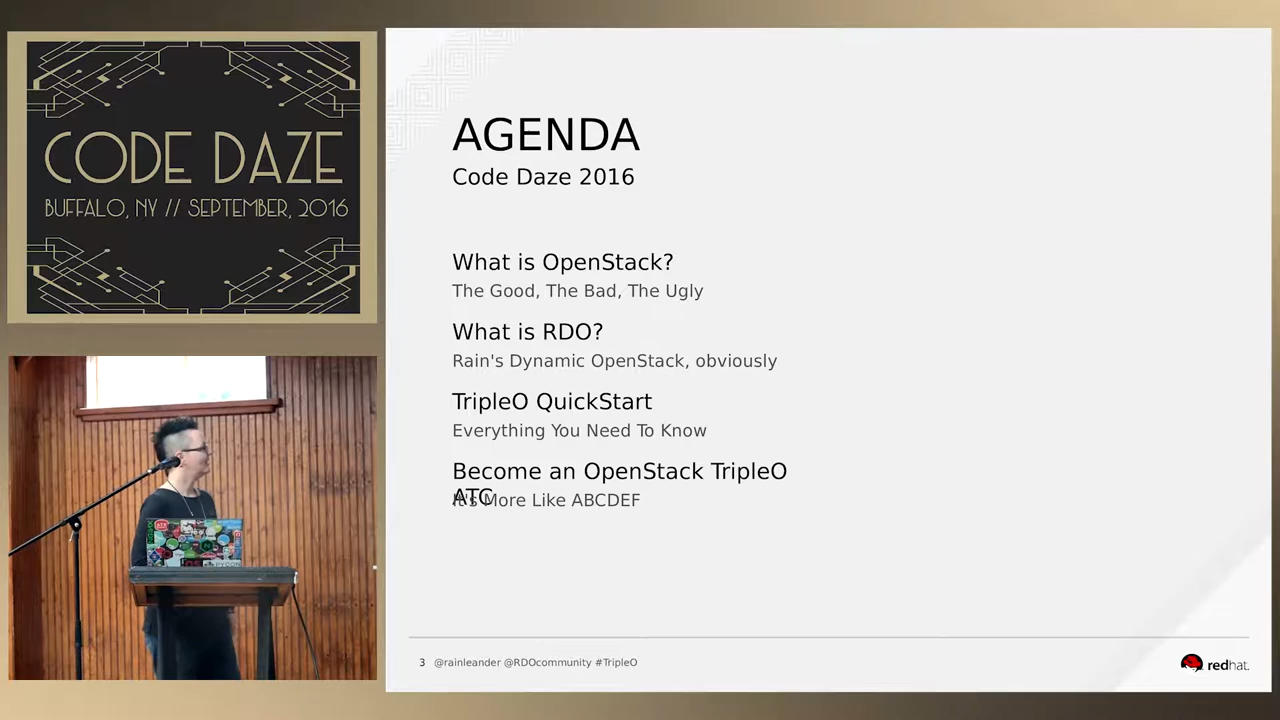 CODE DAZE
BUFFALO, NY // SEPTEMBER, 2016
AGENDA
Code Daze 2016
What is OpenStack?
The Good, The Bad, The Ugly
What is RDO?
Rain's Dynamic OpenStack, obviously
TripleO QuickStart
Everything You Need To Know
Become an OpenStack TripleO
ATC
It's More Like ABCDEF
3 @rainleander @RDOcommunity #TripleO
redhat.